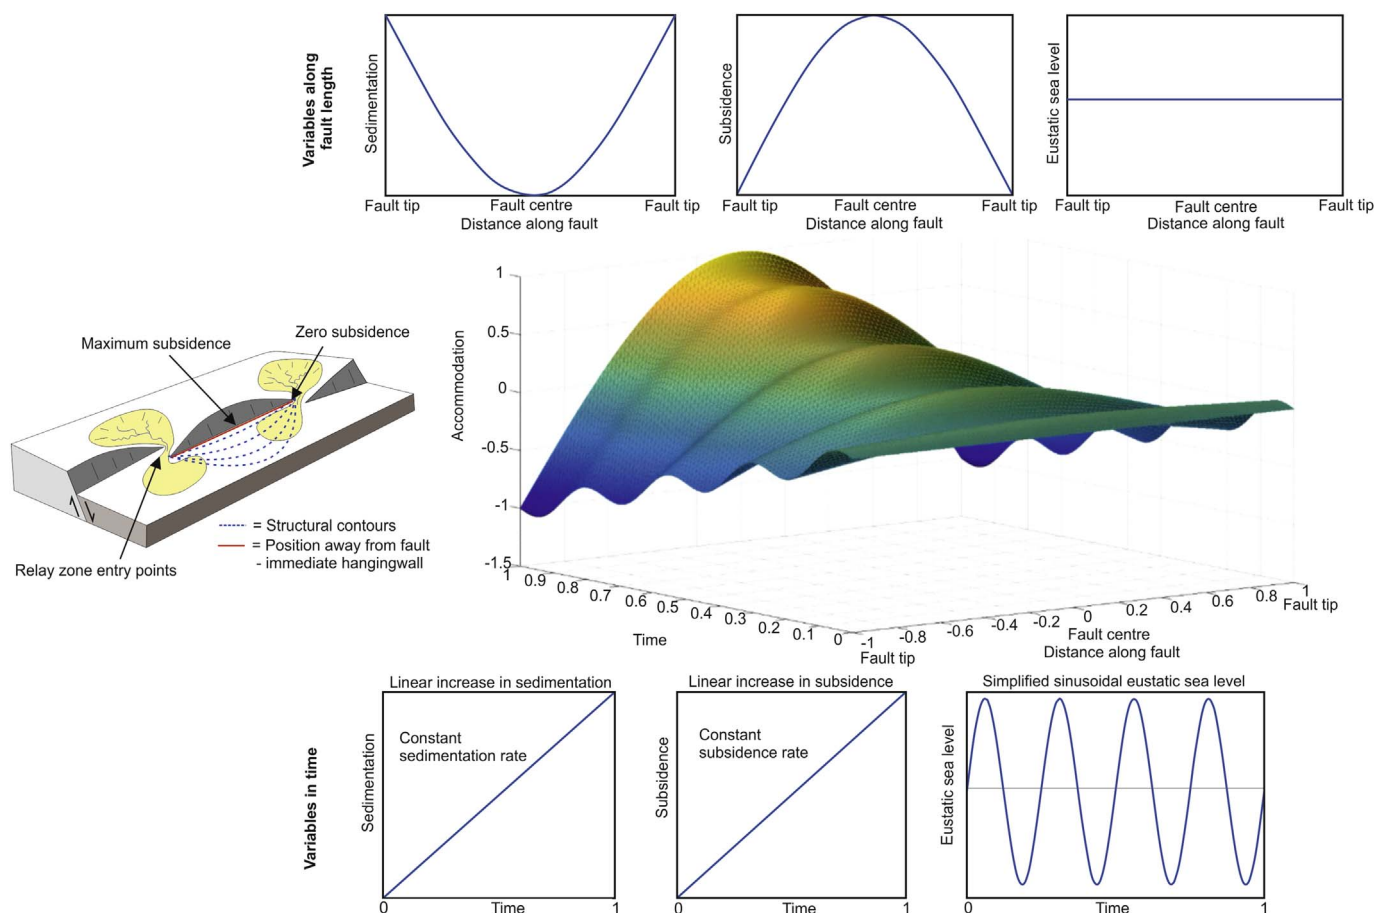 Variables along
fault length
Sedimentation
Fault tip
Fault centre
Fault tip
Distance along fault
Subsidence
Fault tip
Fault centre
Fault tip
Distance along fault
Eustatic sea level
Fault tip
Fault centre
Fault tip
Distance along fault
Maximum subsidence
Zero subsidence
Relay zone entry points
= Structural contours
= Position away from fault
- immediate hangingwall
Accommodation
1
0.5
0
-0.5
-1
-1.5
1
0.9
0.8
0.7
0.6
0.5
0.4
0.3
0.2
0.1
0
Time
-1
-0.8
-0.6
-0.4
-0.2
0
0.2
0.4
0.6
0.8
1
Fault tip
Fault centre
Fault tip
Distance along fault
Variables in time
Linear increase in sedimentation
Constant
sedimentation rate
Sedimentation
0
Time
1
Linear increase in subsidence
Constant
subsidence rate
Subsidence
0
Time
1
Simplified sinusoidal eustatic sea level
Eustatic sea level
0
Time
1